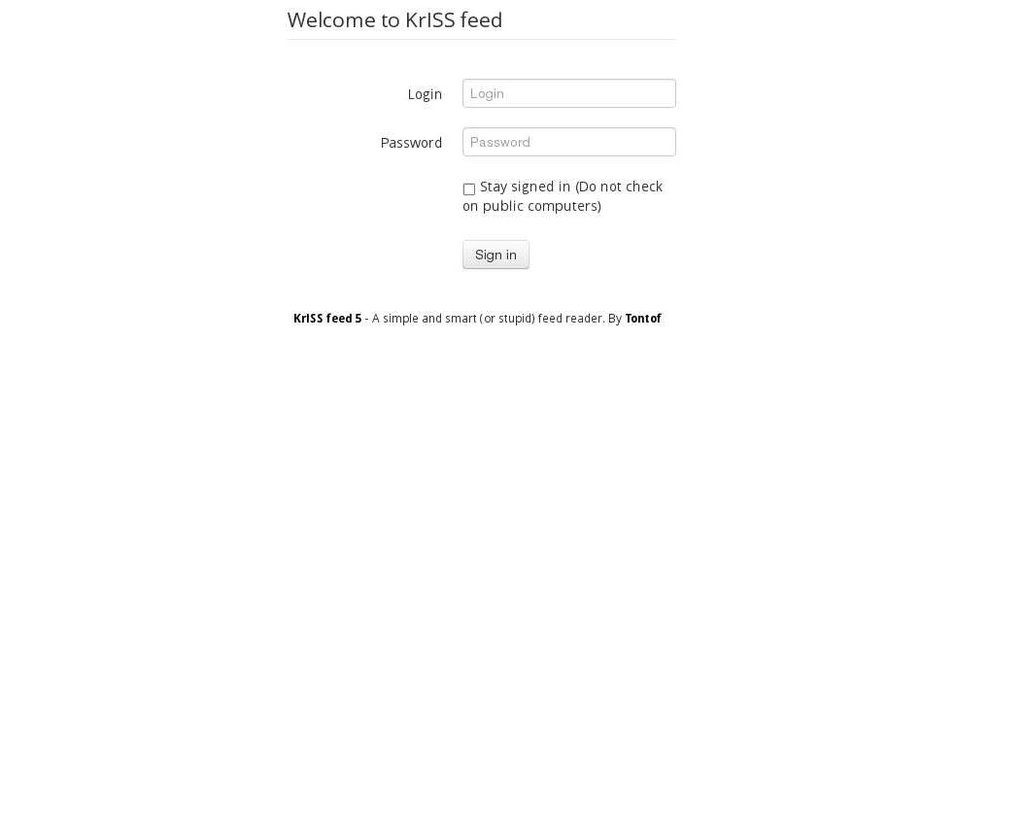 Welcome to KrISS feed
Login
Login
Password
Password
Stay signed in (Do not check
on public computers)
Sign in
KrISS feed 5 - A simple and smart (or stupid) feed reader. By Tontof